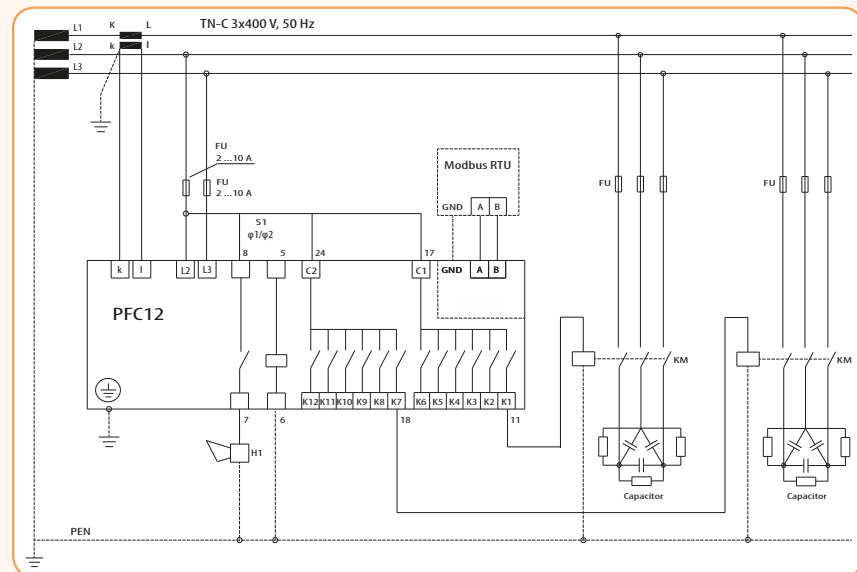 TN-C 3x400 V, 50 Hz
L1 K L
L2 k l
L3
FU
2 ...10 A
FU
2 ...10 A
Modbus RTU
GND A B
FU
FU
S1
φ1/φ2
8 5 24 17
k l L2 L3 C2 C1 GND A B
PFC12
KM
KM
K12 K11 K10 K9 K8 K7 K6 K5 K4 K3 K2 K1
7 6 18 11
H1
Capacitor
Capacitor
PEN